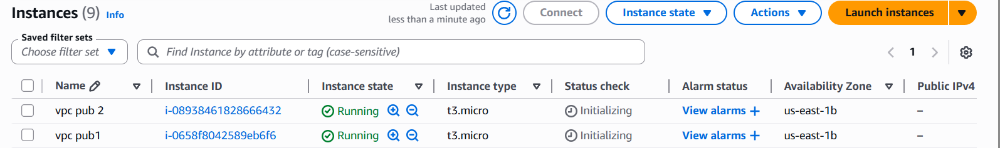 Instances (9) Info
Last updated
less than a minute ago
Connect
Instance state
Actions
Launch instances
Saved filter sets
Choose filter set
Find Instance by attribute or tag (case-sensitive)
1
Name Instance ID Instance state Instance type Status check Alarm status Availability Zone Public IPv4
vpc pub 2 i-08938461828666432 Running t3.micro Initializing View alarms + us-east-1b –
vpc pub1 i-0658f8042589eb6f6 Running t3.micro Initializing View alarms + us-east-1b –